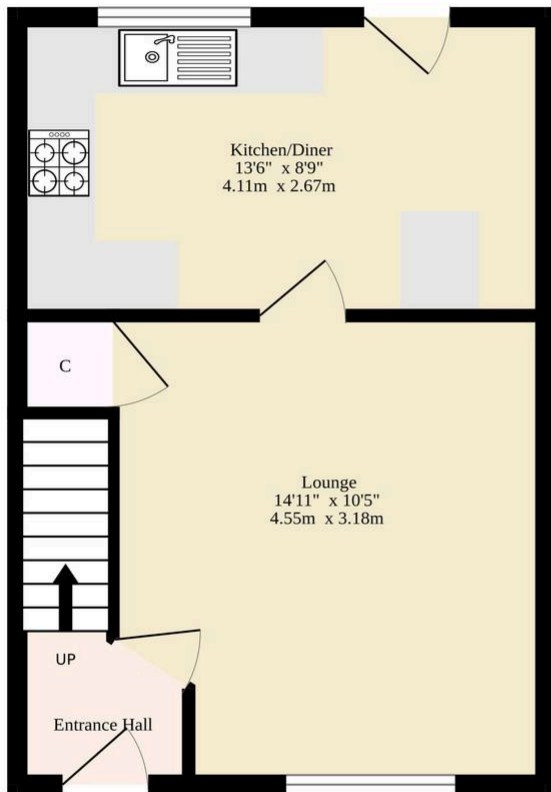 Kitchen/Diner
13'6" x 8'9"
4.11m x 2.67m
C
Lounge
14'11" x 10'5"
4.55m x 3.18m
UP
Entrance Hall